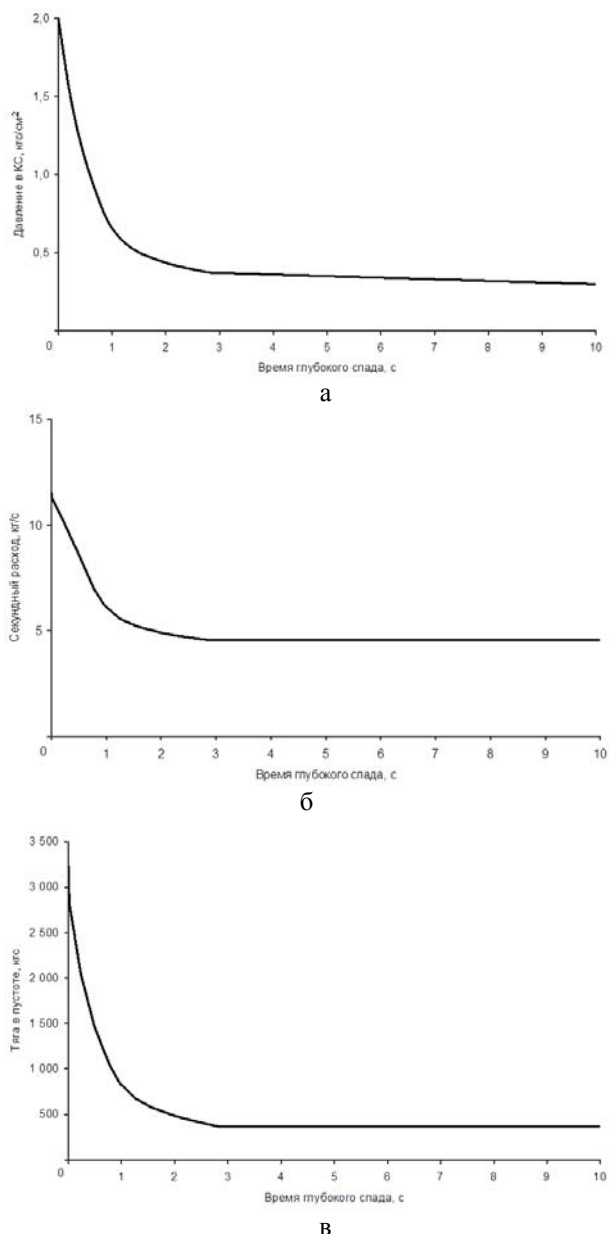 2,0
1,5
1,0
0,5
Давление в КС, кгс/см²
0 1 2 3 4 5 6 7 8 9 10
Время глубокого спада, с
а
15
10
5
Секундный расход, кг/с
0 1 2 3 4 5 6 7 8 9 10
Время глубокого спада, с
б
3 500
3 000
2 500
2 000
1 500
1 000
500
Тяга в пустоте, кгс
0 1 2 3 4 5 6 7 8 9 10
Время глубокого спада, с
в